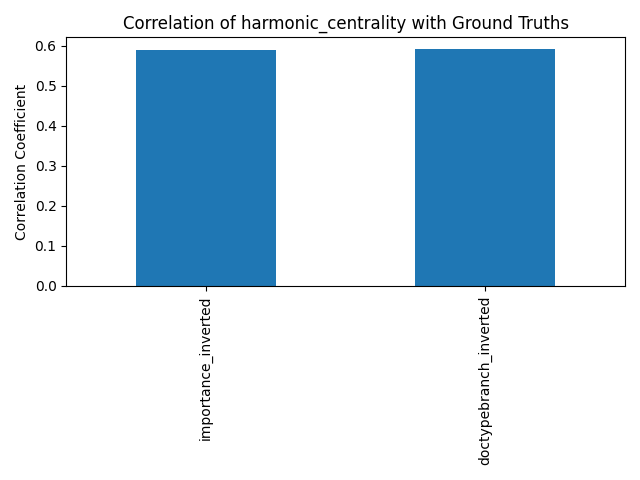 Correlation of harmonic_centrality with Ground Truths
Correlation Coefficient
0.6
0.5
0.4
0.3
0.2
0.1
0.0
importance_inverted
doctypebranch_inverted